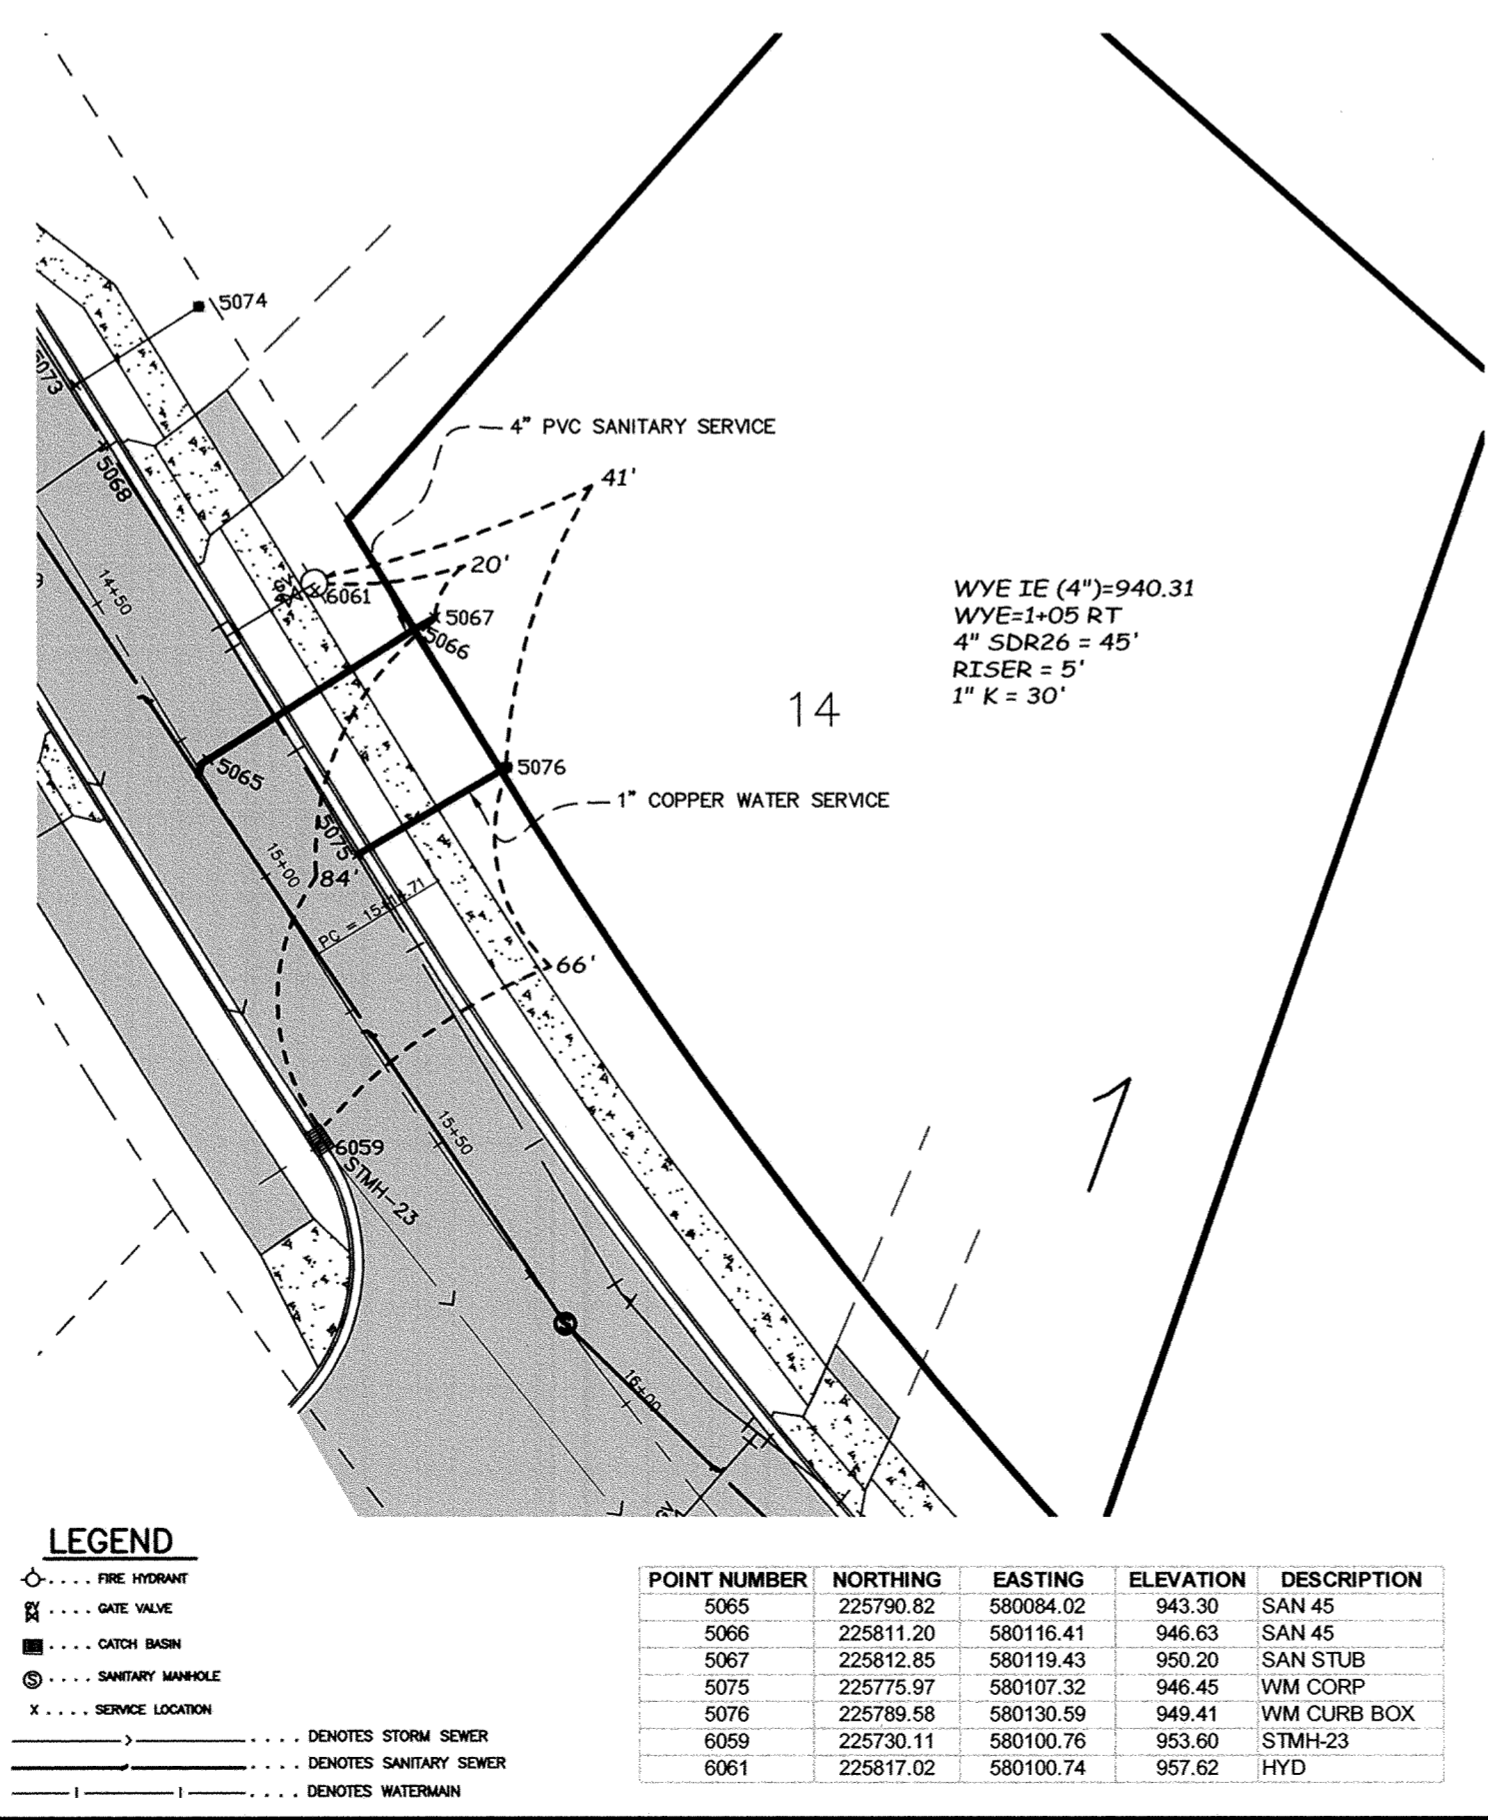 5074
5073
4" PVC SANITARY SERVICE
5068
41'
20'
GV
6061
14+50
5067
5066
WYE IE (4")=940.31
WYE=1+05 RT
4" SDR26 = 45'
RISER = 5'
1" K = 30'
14
5065
5076
1" COPPER WATER SERVICE
5075
15+00
84'
PC = 15+14.71
66'
15+50
6059
STMH-23
1
S
16+00
GV
LEGEND
.... FIRE HYDRANT
GV .... GATE VALVE
.... CATCH BASIN
S .... SANITARY MANHOLE
X .... SERVICE LOCATION
.... DENOTES STORM SEWER
.... DENOTES SANITARY SEWER
.... DENOTES WATERMAIN
POINT NUMBER NORTHING EASTING ELEVATION DESCRIPTION
5065 225790.82 580084.02 943.30 SAN 45
5066 225811.20 580116.41 946.63 SAN 45
5067 225812.85 580119.43 950.20 SAN STUB
5075 225775.97 580107.32 946.45 WM CORP
5076 225789.58 580130.59 949.41 WM CURB BOX
6059 225730.11 580100.76 953.60 STMH-23
6061 225817.02 580100.74 957.62 HYD